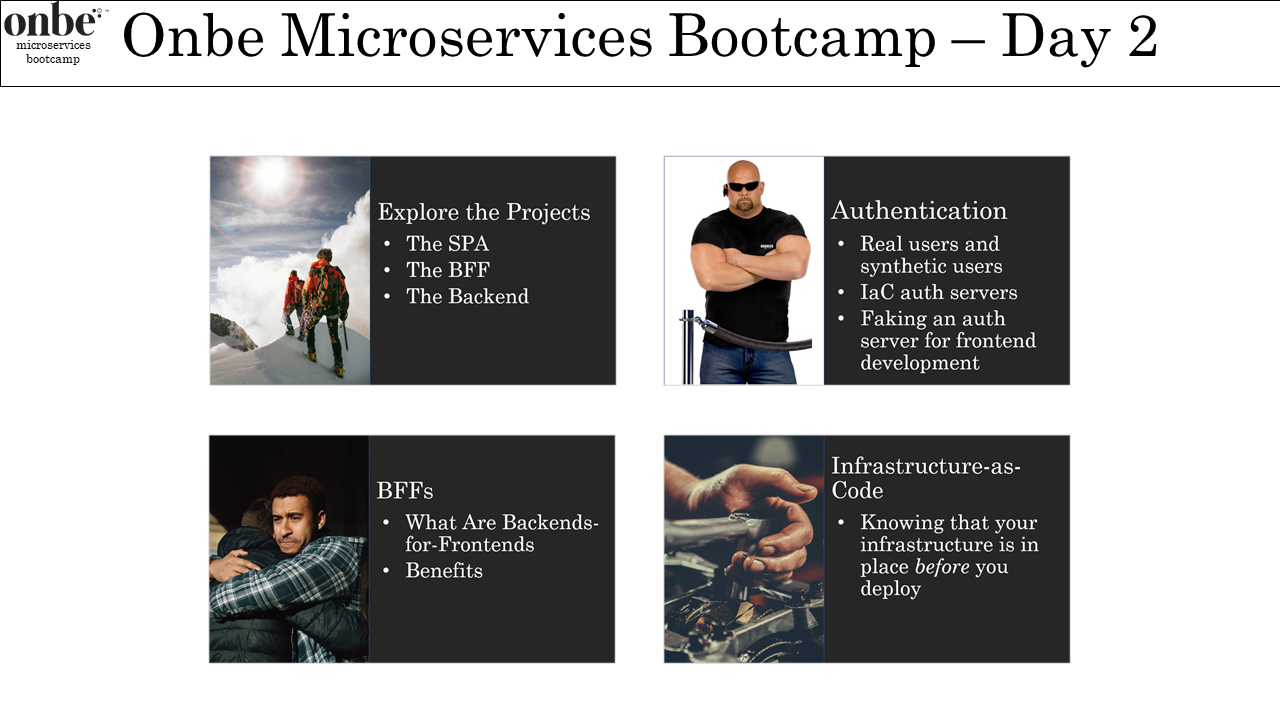 onbe
microservices
bootcamp
Onbe Microservices Bootcamp – Day 2
Explore the Projects
• The SPA
• The BFF
• The Backend
Authentication
• Real users and
synthetic users
• IaC auth servers
• Faking an auth
server for frontend
development
BFFs
• What Are Backends-
for-Frontends
• Benefits
Infrastructure-as-
Code
• Knowing that your
infrastructure is in
place before you
deploy